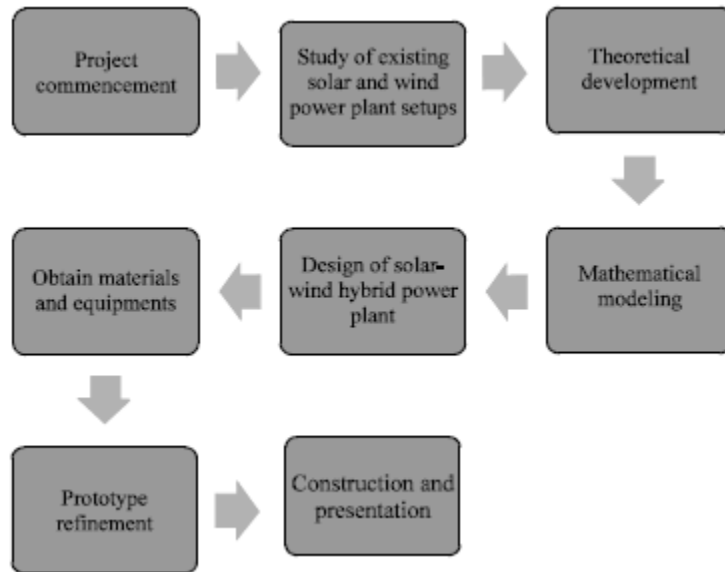 Project
commencement
Study of existing
solar and wind
power plant setups
Theoretical
development
Mathematical
modeling
Design of solar-
wind hybrid power
plant
Obtain materials
and equipments
Prototype
refinement
Construction and
presentation